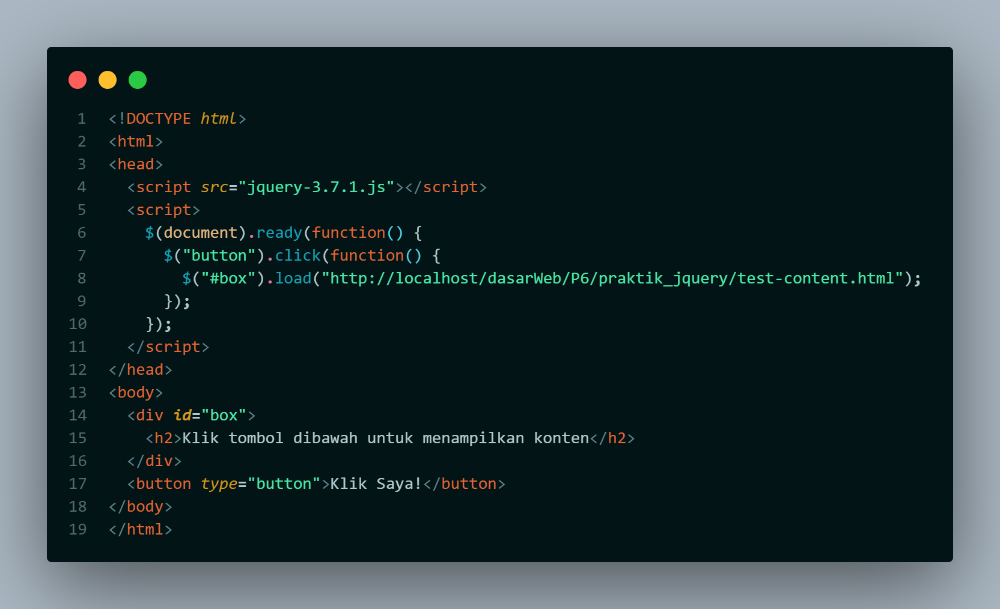 1 <!DOCTYPE html>
2 <html>
3 <head>
4   <script src="jquery-3.7.1.js"></script>
5   <script>
6     $(document).ready(function() {
7       $("button").click(function() {
8         $("#box").load("http://localhost/dasarWeb/P6/praktik_jquery/test-content.html");
9       });
10     });
11   </script>
12 </head>
13 <body>
14   <div id="box">
15     <h2>Klik tombol dibawah untuk menampilkan konten</h2>
16   </div>
17   <button type="button">Klik Saya!</button>
18 </body>
19 </html>